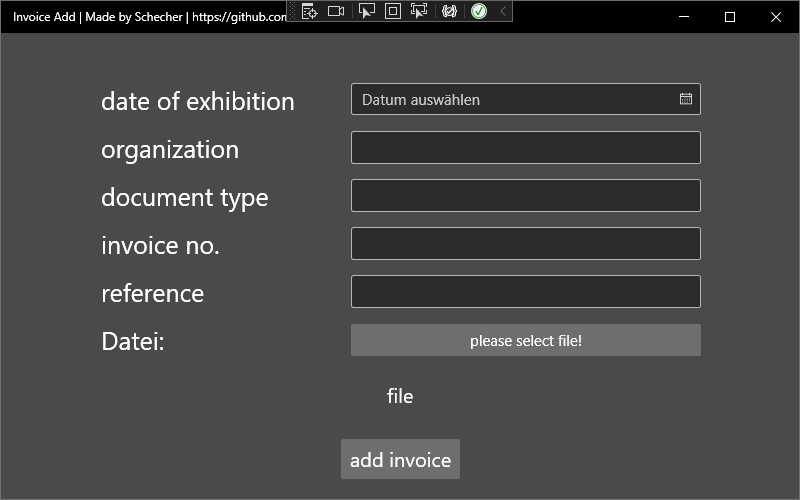 Invoice Add | Made by Schecher | https://github.con
date of exhibition
Datum auswählen
organization
document type
invoice no.
reference
Datei:
please select file!
file
add invoice